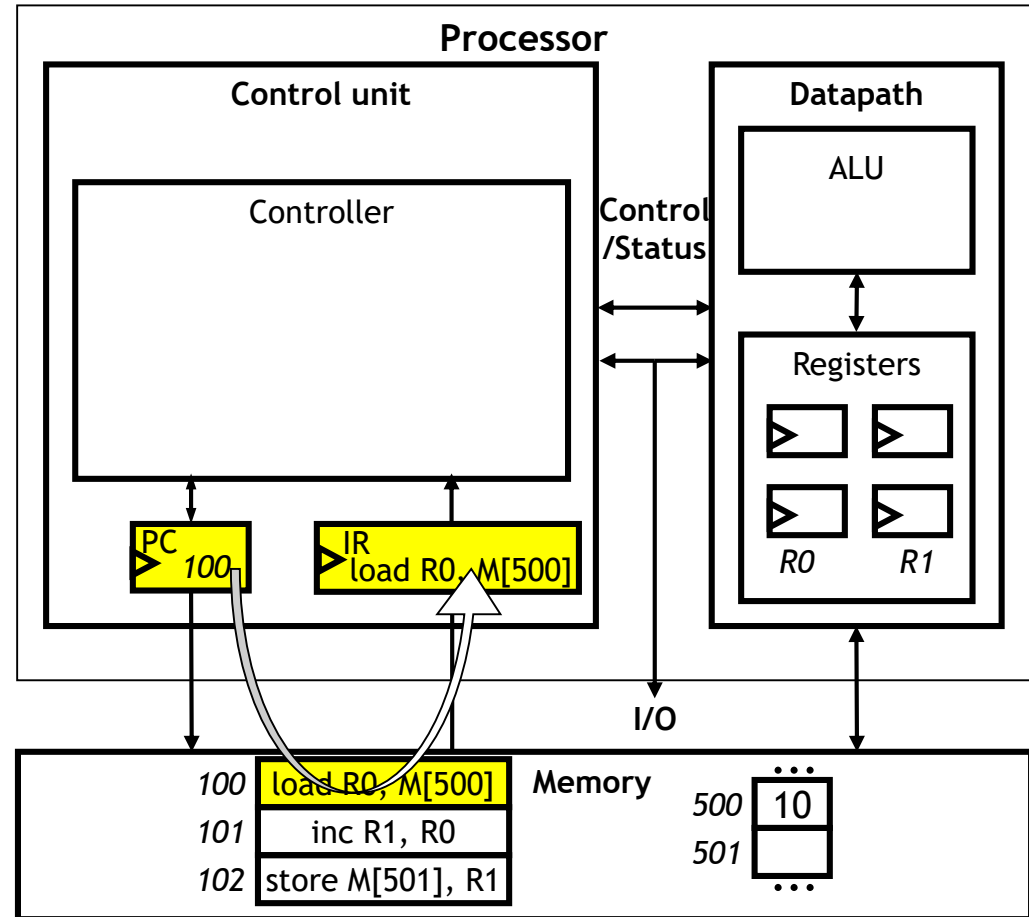 Processor
Control unit
Datapath
ALU
Controller
Control
/Status
Registers
PC
100
IR
load R0, M[500]
R0
R1
I/O
Memory
100
load R0, M[500]
101
inc R1, R0
102
store M[501], R1
...
500
10
501
...